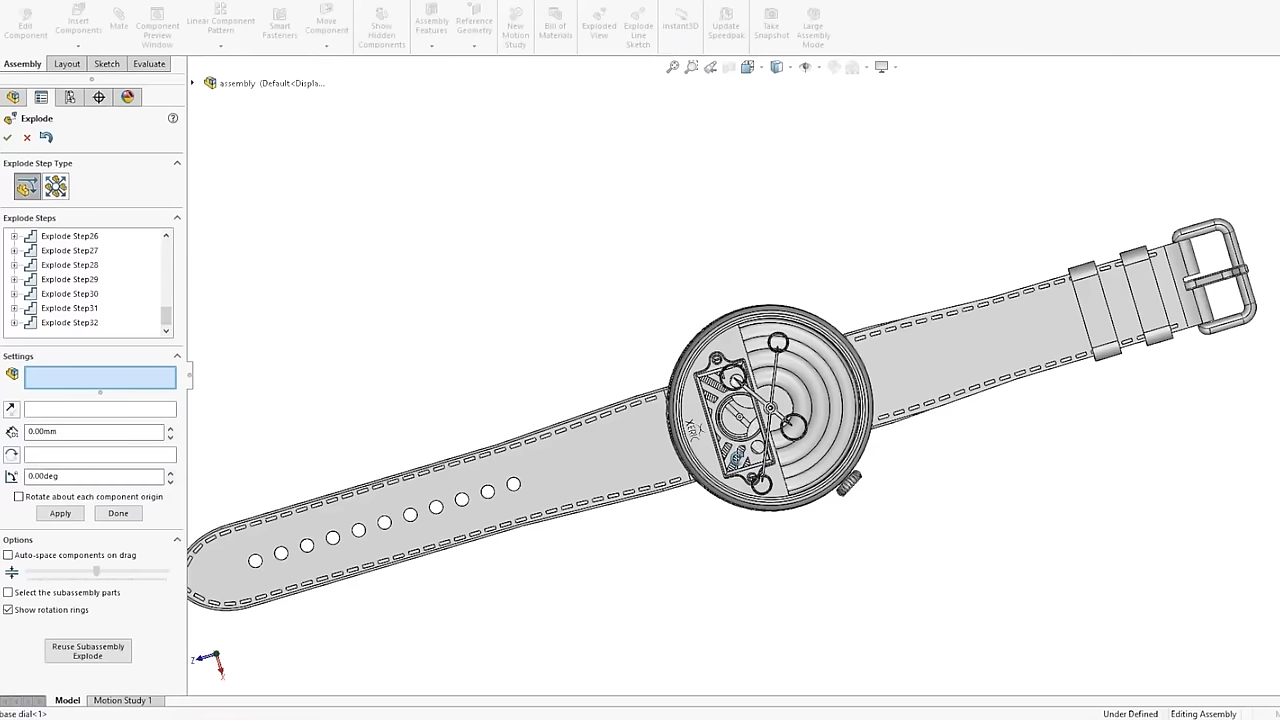 Edit Component
Insert Components
Mate
Component Preview Window
Linear Component Pattern
Smart Fasteners
Move Component
Show Hidden Components
Assembly Features
Reference Geometry
New Motion Study
Bill of Materials
Exploded View
Explode Line Sketch
Instant3D
Update Speedpak
Take Snapshot
Large Assembly Mode
Assembly
Layout
Sketch
Evaluate
assembly (Default<Displa...
Explode
Explode Step Type
Explode Steps
Explode Step26
Explode Step27
Explode Step28
Explode Step29
Explode Step30
Explode Step31
Explode Step32
Settings
0.00mm
0.00deg
Rotate about each component origin
Apply
Done
Options
Auto-space components on drag
Select the subassembly parts
Show rotation rings
Reuse Subassembly
Explode
XERIC
Z
X
Model
Motion Study 1
base dial<1>
Under Defined
Editing Assembly